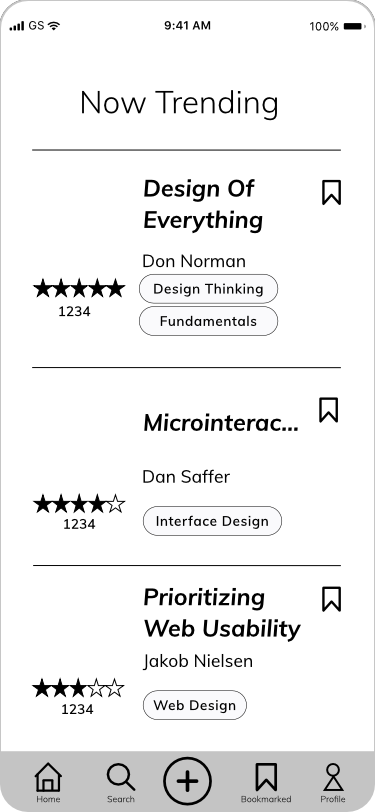 GS 9:41 AM 100%
Now Trending
Design Of
Everything
Don Norman
Design Thinking
1234
Fundamentals
Microinterac...
Dan Saffer
Interface Design
1234
Prioritizing
Web Usability
Jakob Nielsen
Web Design
1234
Home Search Bookmarked Profile